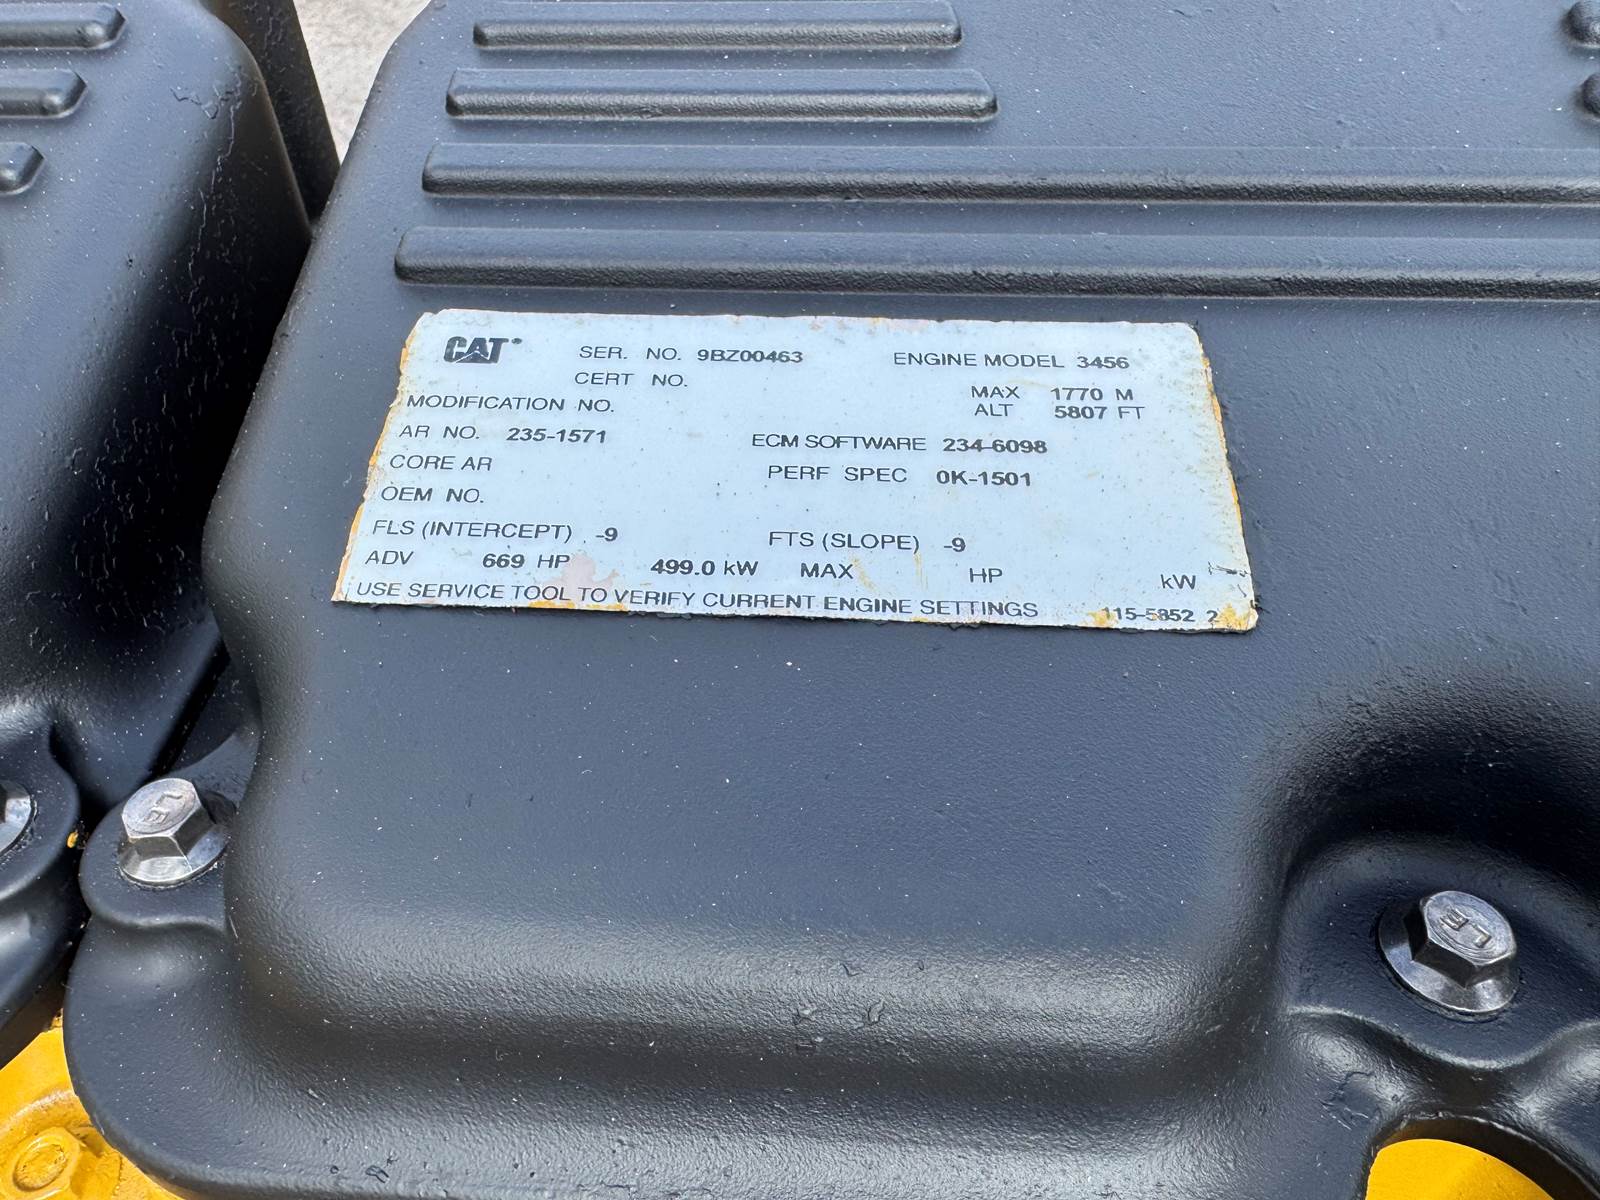 CAT® SER. NO. 9BZ00463 ENGINE MODEL 3456
CERT NO. MAX 1770 M
MODIFICATION NO. ALT 5807 FT
AR NO. 235-1571 ECM SOFTWARE 234-6098
CORE AR PERF SPEC 0K-1501
OEM NO.
FLS (INTERCEPT) -9 FTS (SLOPE) -9
ADV 669 HP 499.0 kW MAX HP kW
USE SERVICE TOOL TO VERIFY CURRENT ENGINE SETTINGS 115-5852 2
LE
LE